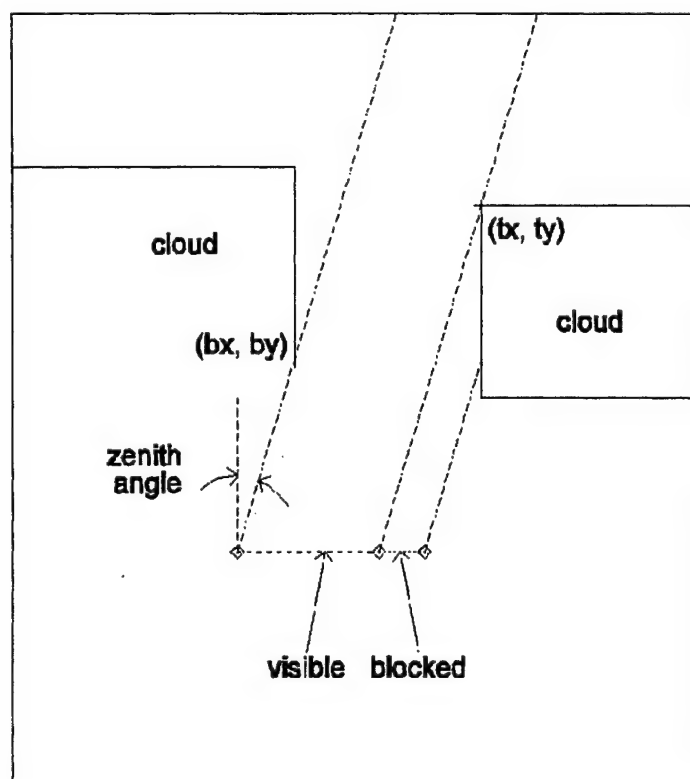 cloud
(tx, ty)
cloud
(bx, by)
zenith
angle
visible
blocked